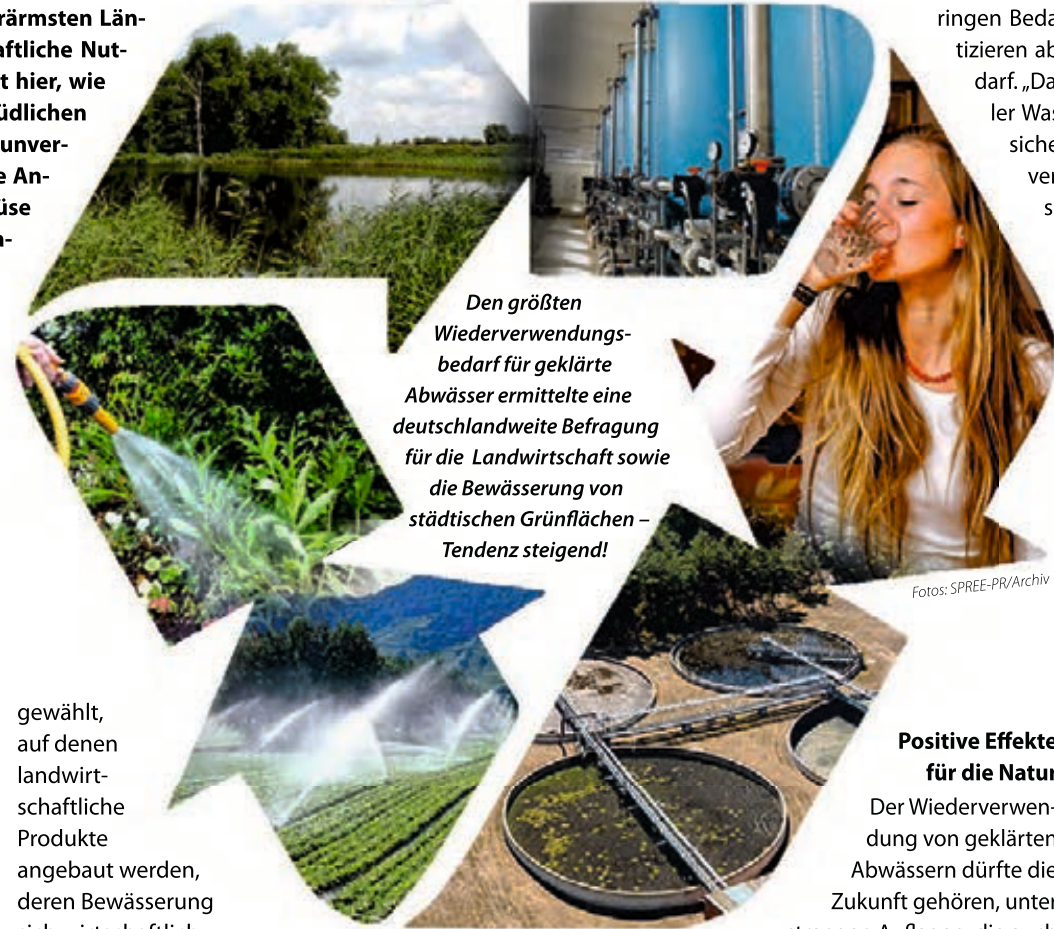 rärmsten Län-
aftliche Nut-
t hier, wie
üdlichen
unver-
e An-
üse
ringen Beda
tizieren ab
darf. „Da
ler Was
siche
ver
s
Den größten
Wiederverwendungs-
bedarf für geklärte
Abwässer ermittelte eine
deutschlandweite Befragung
für die Landwirtschaft sowie
die Bewässerung von
städtischen Grünflächen –
Tendenz steigend!
Fotos: SPREE-PR/Archiv
gewählt,
auf denen
landwirt-
schaftliche
Produkte
angebaut werden,
deren Bewässerung
Positive Effekte
für die Natur
Der Wiederverwen-
dung von geklärten
Abwässern dürfte die
Zukunft gehören, unter